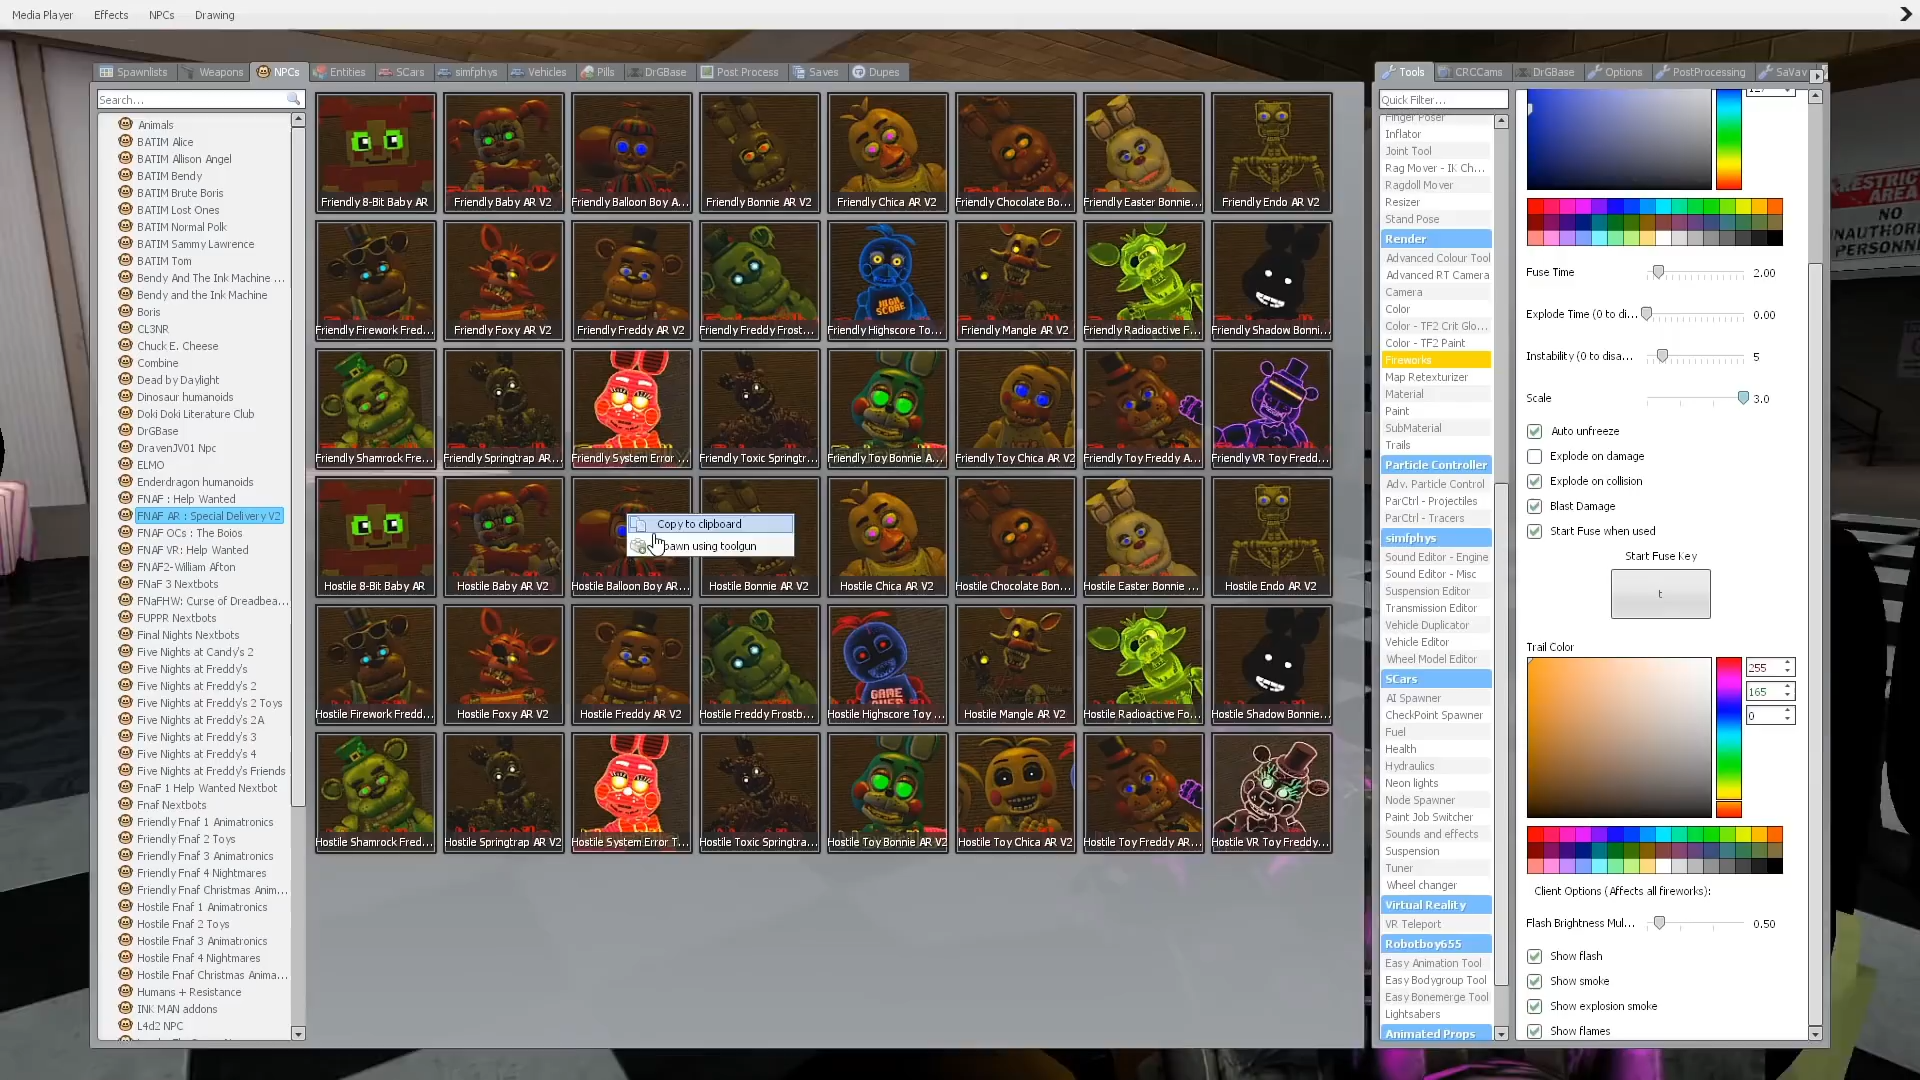 Media Player Effects NPCs Drawing
Spawnlists Weapons NPCs Entities SCars simfphys Vehicles Pills DrGBase Post Process Saves Dupes
Search...
Animals
BATIM Alice
BATIM Allison Angel
BATIM Bendy
BATIM Brute Boris
BATIM Lost Ones
BATIM Normal Polk
BATIM Sammy Lawrence
BATIM Tom
Bendy And The Ink Machine ...
Bendy and the Ink Machine
Boris
CL3NR
Chuck E. Cheese
Combine
Dead by Daylight
Dinosaur humanoids
Doki Doki Literature Club
DrGBase
DravenJV01 Npc
ELMO
Enderdragon humanoids
FNAF : Help Wanted
FNAF AR : Special Delivery V2
FNAF OCs : The Boios
FNAF VR: Help Wanted
FNAF2-William Afton
FNaF 3 Nextbots
FNaFHW: Curse of Dreadbea...
FUPPR Nextbots
Final Nights Nextbots
Five Nights at Candy's 2
Five Nights at Freddy's
Five Nights at Freddy's 2
Five Nights at Freddy's 2 Toys
Five Nights at Freddy's 2A
Five Nights at Freddy's 3
Five Nights at Freddy's 4
Five Nights at Freddy's Friends
FnaF 1 Help Wanted Nextbot
Fnaf Nextbots
Friendly Fnaf 1 Animatronics
Friendly Fnaf 2 Toys
Friendly Fnaf 3 Animatronics
Friendly Fnaf 4 Nightmares
Friendly Fnaf Christmas Anim...
Hostile Fnaf 1 Animatronics
Hostile Fnaf 2 Toys
Hostile Fnaf 3 Animatronics
Hostile Fnaf 4 Nightmares
Hostile Fnaf Christmas Anima...
Humans + Resistance
INK MAN addons
L4d2 NPC
Friendly 8-Bit Baby AR Friendly Baby AR V2 Friendly Balloon Boy A... Friendly Bonnie AR V2 Friendly Chica AR V2 Friendly Chocolate Bo... Friendly Easter Bonnie... Friendly Endo AR V2
HIGH
SCORE
Friendly Firework Fred... Friendly Foxy AR V2 Friendly Freddy AR V2 Friendly Freddy Frost... Friendly Highscore To... Friendly Mangle AR V2 Friendly Radioactive F... Friendly Shadow Bonni...
Friendly Shamrock Fre... Friendly Springtrap AR... Friendly System Error ... Friendly Toxic Springtr... Friendly Toy Bonnie A... Friendly Toy Chica AR V2 Friendly Toy Freddy A... Friendly VR Toy Fredd...
Copy to clipboard
pawn using toolgun
Hostile 8-Bit Baby AR Hostile Baby AR V2 Hostile Balloon Boy AR... Hostile Bonnie AR V2 Hostile Chica AR V2 Hostile Chocolate Bon... Hostile Easter Bonnie ... Hostile Endo AR V2
GAME
Hostile Firework Fredd... Hostile Foxy AR V2 Hostile Freddy AR V2 Hostile Freddy Frostb... Hostile Highscore Toy ... Hostile Mangle AR V2 Hostile Radioactive Fo... Hostile Shadow Bonnie...
Hostile Shamrock Fred... Hostile Springtrap AR V2 Hostile System Error T... Hostile Toxic Springtra... Hostile Toy Bonnie AR V2 Hostile Toy Chica AR V2 Hostile Toy Freddy AR... Hostile VR Toy Freddy...
Tools CRCCams DrGBase Options PostProcessing SaVav
Quick Filter...
Finger Poser
Inflator
Joint Tool
Rag Mover - IK Ch...
Ragdoll Mover
Resizer
Stand Pose
Render
Advanced Colour Tool
Advanced RT Camera
Camera
Color
Color - TF2 Crit Glo...
Color - TF2 Paint
Fireworks
Map Retexturizer
Material
Paint
SubMaterial
Trails
Particle Controller
Adv. Particle Control
ParCtrl - Projectiles
ParCtrl - Tracers
simfphys
Sound Editor - Engine
Sound Editor - Misc
Suspension Editor
Transmission Editor
Vehicle Duplicator
Vehicle Editor
Wheel Model Editor
SCars
AI Spawner
CheckPoint Spawner
Fuel
Health
Hydraulics
Neon lights
Node Spawner
Paint Job Switcher
Sounds and effects
Suspension
Tuner
Wheel changer
Virtual Reality
VR Teleport
Robotboy655
Easy Animation Tool
Easy Bodygroup Tool
Easy Bonemerge Tool
Lightsabers
Animated Props
Fuse Time 2.00
Explode Time (0 to di... 0.00
Instability (0 to disa... 5
Scale 3.0
Auto unfreeze
Explode on damage
Explode on collision
Blast Damage
Start Fuse when used
Start Fuse Key
t
Trail Color
255
165
0
Client Options (Affects all fireworks):
Flash Brightness Mul... 0.50
Show flash
Show smoke
Show explosion smoke
Show flames
RESTRIC
AREA
NO
UNAUTHOR
PERSONN